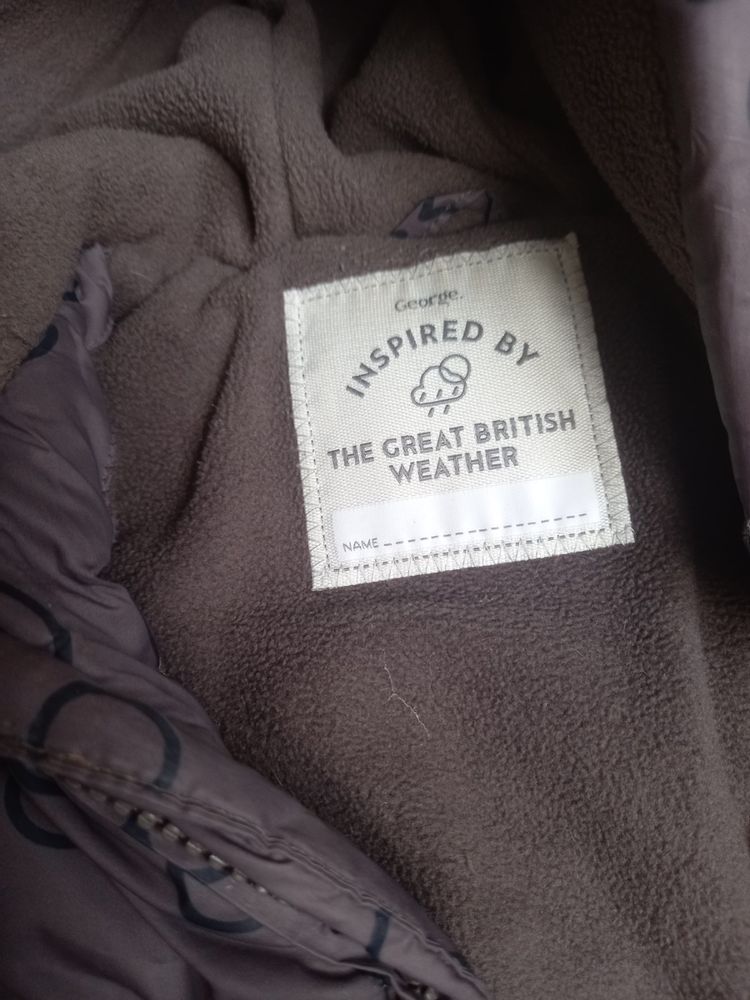 George.
INSPIRED BY
THE GREAT BRITISH
WEATHER
NAME